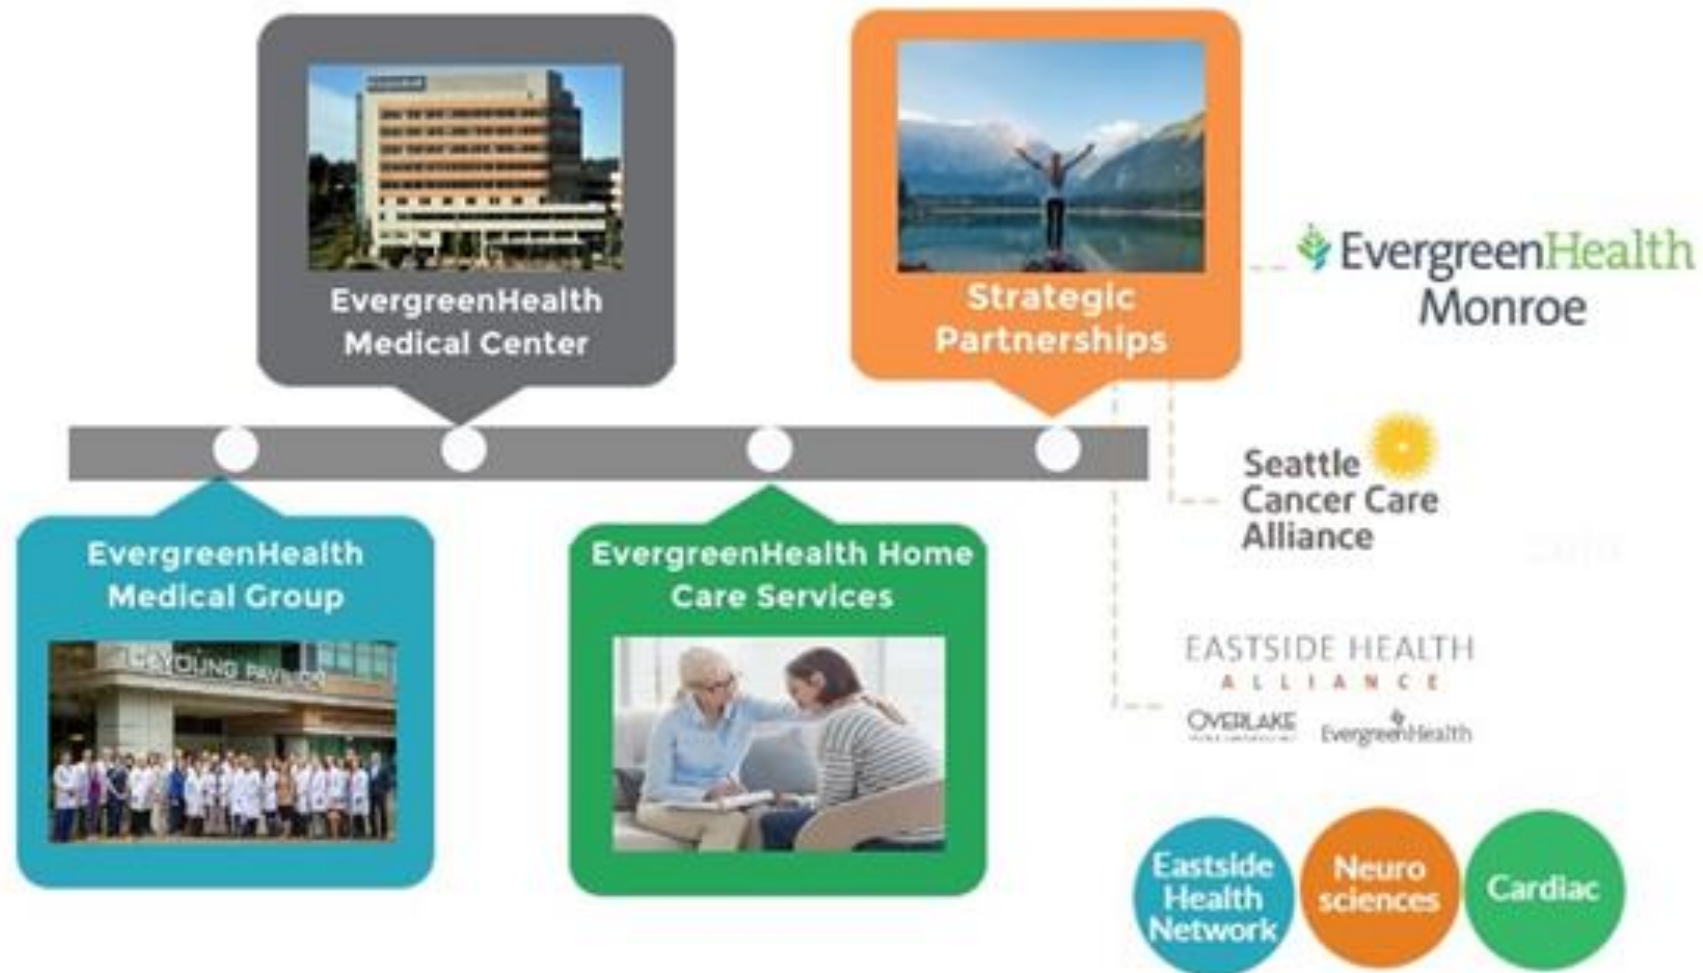 EvergreenHealth
Medical Center
Strategic
Partnerships
EvergreenHealth
Monroe
EvergreenHealth
Medical Group
YOUNG
EvergreenHealth Home
Care Services
Seattle
Cancer Care
Alliance
EASTSIDE HEALTH
ALLIANCE
OVERLAKE
EvergreenHealth
Eastside
Health
Network
Neuro
sciences
Cardiac